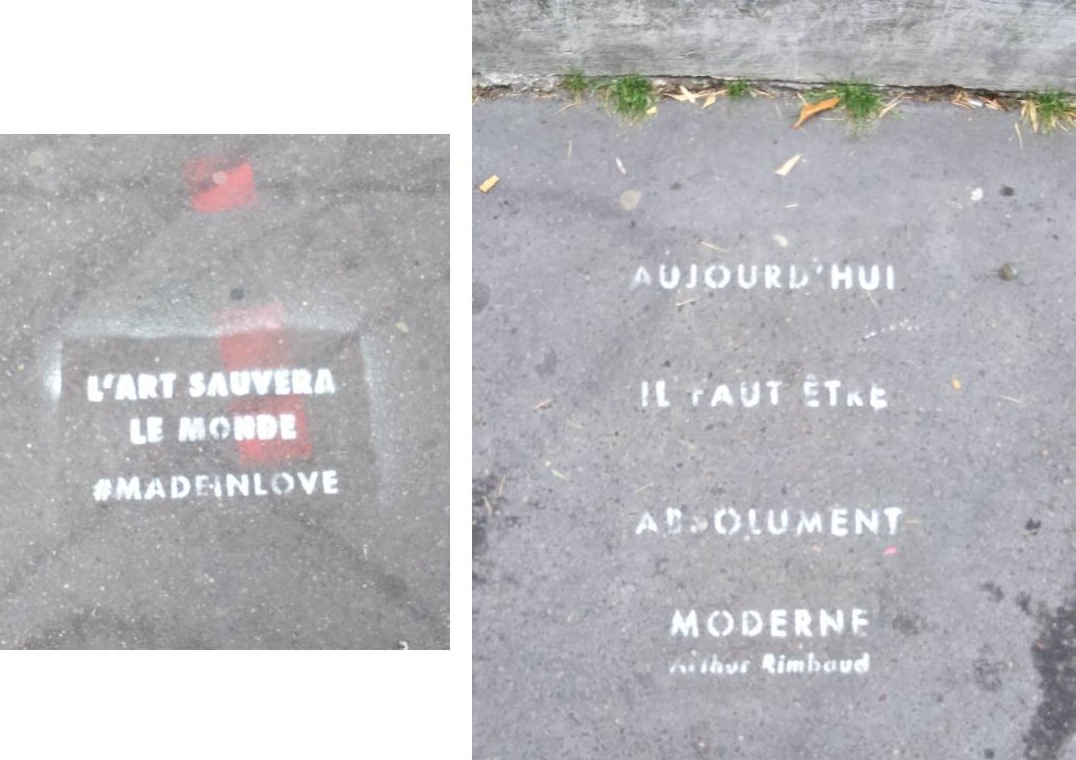 L'ART SAUVERA
LE MONDE
#MADEINLOVE
AUJOURD'HUI
IL FAUT ÊTRE
ABSOLUMENT
MODERNE
Arthur Rimbaud